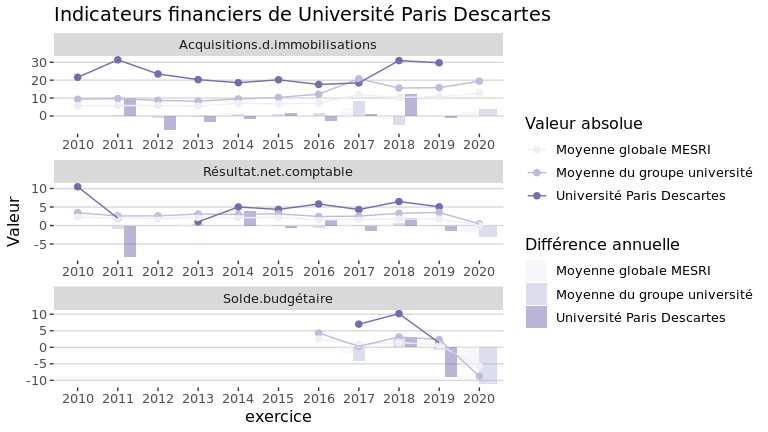 Indicateurs financiers de Université Paris Descartes
Acquisitions.d.immobilisations
30
20
10
0
2010 2011 2012 2013 2014 2015 2016 2017 2018 2019 2020
Résultat.net.comptable
10
5
0
-5
2010 2011 2012 2013 2014 2015 2016 2017 2018 2019 2020
Solde.budgétaire
10
5
0
-5
-10
2010 2011 2012 2013 2014 2015 2016 2017 2018 2019 2020
exercice
Valeur
Valeur absolue
Moyenne globale MESRI
Moyenne du groupe université
Université Paris Descartes
Différence annuelle
Moyenne globale MESRI
Moyenne du groupe université
Université Paris Descartes